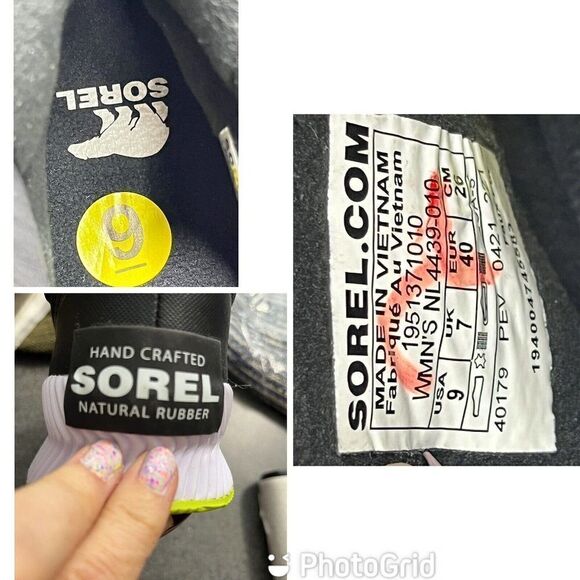 SOREL
9
HAND CRAFTED
SOREL
NATURAL RUBBER
SOREL.COM
MADE IN VIETNAM
Fabriqué Au Vietnam
1951371010
WMN'S NL4439-010
USA UK EUR CM
9 7 40 26
40179 PEV 0421
PhotoGrid